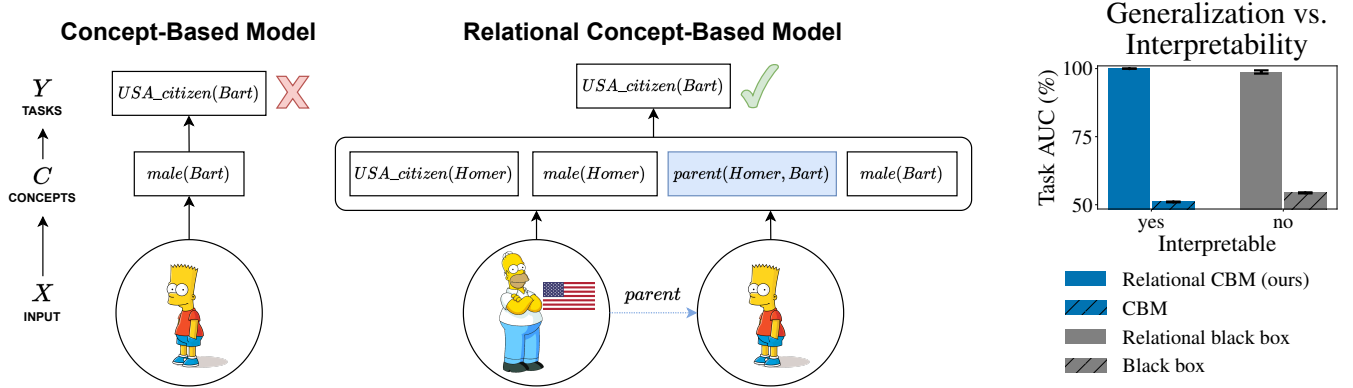 Concept-Based Model
Y
TASKS
C
CONCEPTS
X
INPUT
USA_citizen(Bart)
male(Bart)
Relational Concept-Based Model
USA_citizen(Bart)
USA_citizen(Homer)
male(Homer)
parent(Homer, Bart)
male(Bart)
parent
Generalization vs.
Interpretability
Task AUC (%)
100
75
50
yes
no
Interpretable
Relational CBM (ours)
CBM
Relational black box
Black box